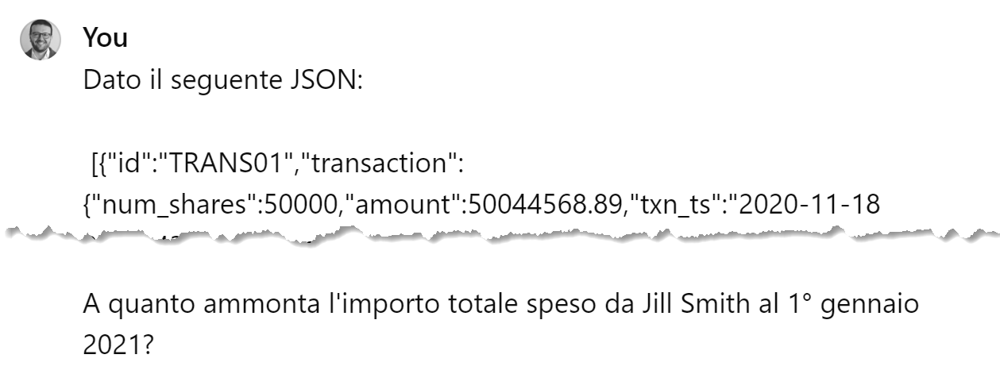 You
Dato il seguente JSON:
[{"id":"TRANS01","transaction":
{"num_shares":50000,"amount":50044568.89,"txn_ts":"2020-11-18
A quanto ammonta l'importo totale speso da Jill Smith al 1° gennaio
2021?